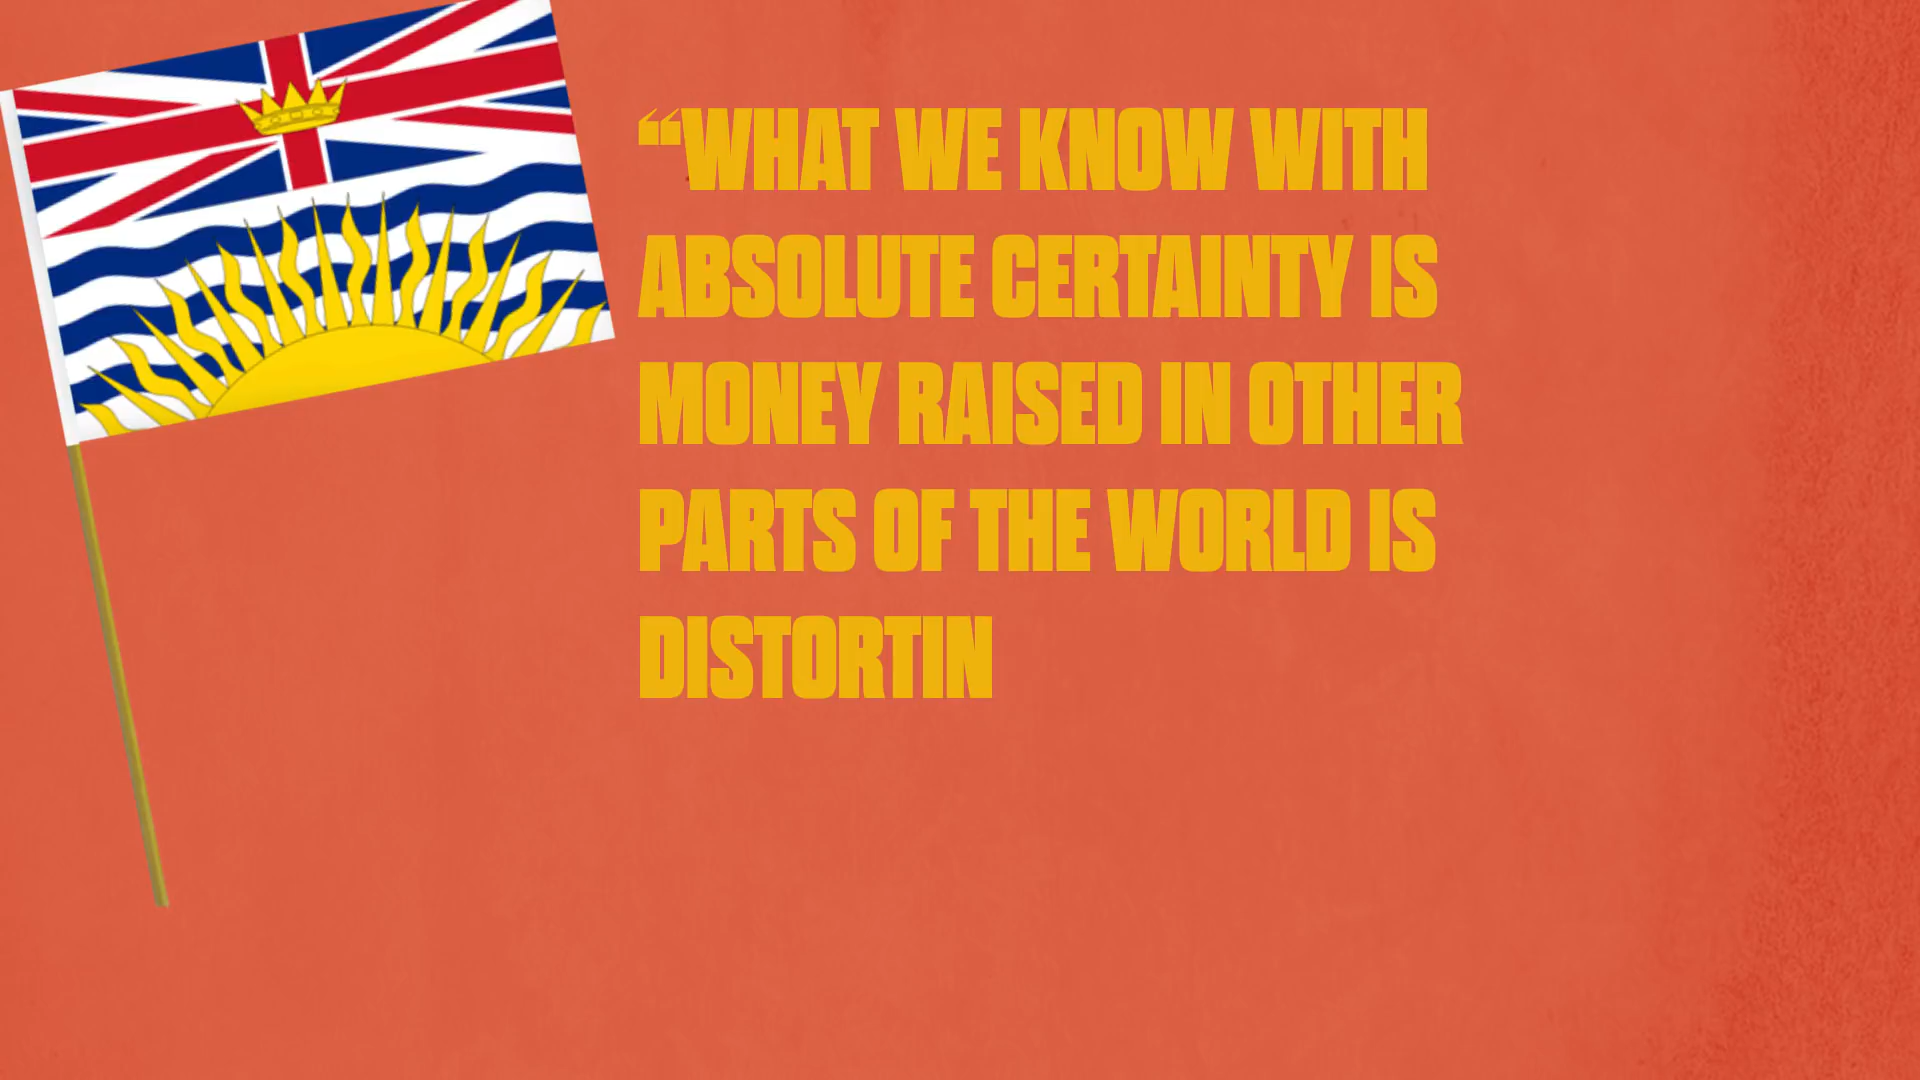 “WHAT WE KNOW WITH
ABSOLUTE CERTAINTY IS
MONEY RAISED IN OTHER
PARTS OF THE WORLD IS
DISTORTIN